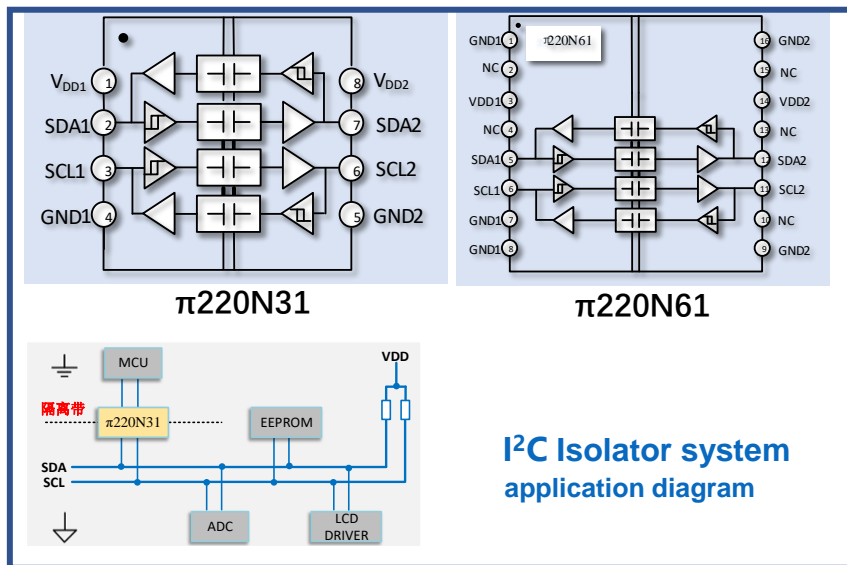 VDD1 1 8 VDD2
SDA1 2 7 SDA2
SCL1 3 6 SCL2
GND1 4 5 GND2
π220N31
π220N61
GND1 1 16 GND2
NC 2 15 NC
VDD1 3 14 VDD2
NC 4 13 NC
SDA1 5 12 SDA2
SCL1 6 11 SCL2
GND1 7 10 NC
GND1 8 9 GND2
π220N61
MCU
VDD
隔离带
π220N31
EEPROM
SDA
SCL
ADC
LCD
DRIVER
I²C Isolator system
application diagram